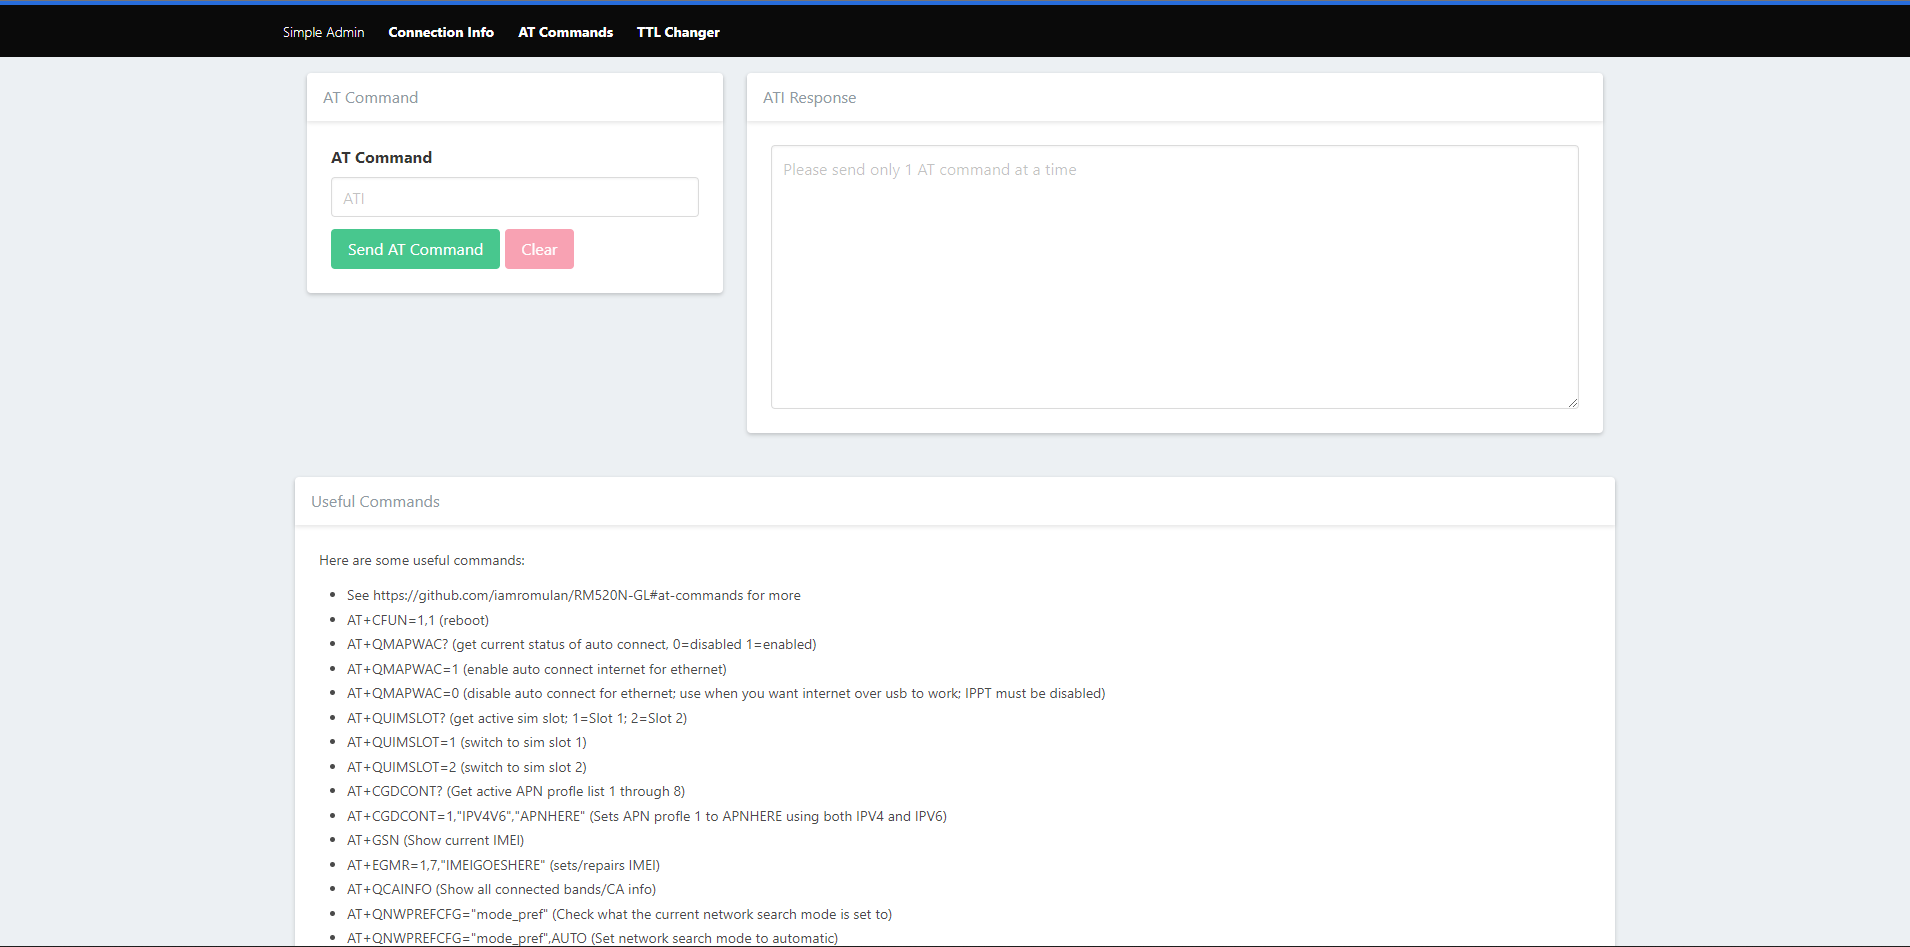 Simple Admin Connection Info AT Commands TTL Changer
AT Command
AT Command
ATI
Send AT Command Clear
ATI Response
Please send only 1 AT command at a time
Useful Commands
Here are some useful commands:
See https://github.com/iamromulan/RM520N-GL#at-commands for more
AT+CFUN=1,1 (reboot)
AT+QMAPWAC? (get current status of auto connect, 0=disabled 1=enabled)
AT+QMAPWAC=1 (enable auto connect internet for ethernet)
AT+QMAPWAC=0 (disable auto connect for ethernet; use when you want internet over usb to work; IPPT must be disabled)
AT+QUIMSLOT? (get active sim slot; 1=Slot 1; 2=Slot 2)
AT+QUIMSLOT=1 (switch to sim slot 1)
AT+QUIMSLOT=2 (switch to sim slot 2)
AT+CGDCONT? (Get active APN profle list 1 through 8)
AT+CGDCONT=1,"IPV4V6","APNHERE" (Sets APN profle 1 to APNHERE using both IPV4 and IPV6)
AT+GSN (Show current IMEI)
AT+EGMR=1,7,"IMEIGOESHERE" (sets/repairs IMEI)
AT+QCAINFO (Show all connected bands/CA info)
AT+QNWPREFCFG="mode_pref" (Check what the current network search mode is set to)
AT+QNWPREFCFG="mode_pref",AUTO (Set network search mode to automatic)